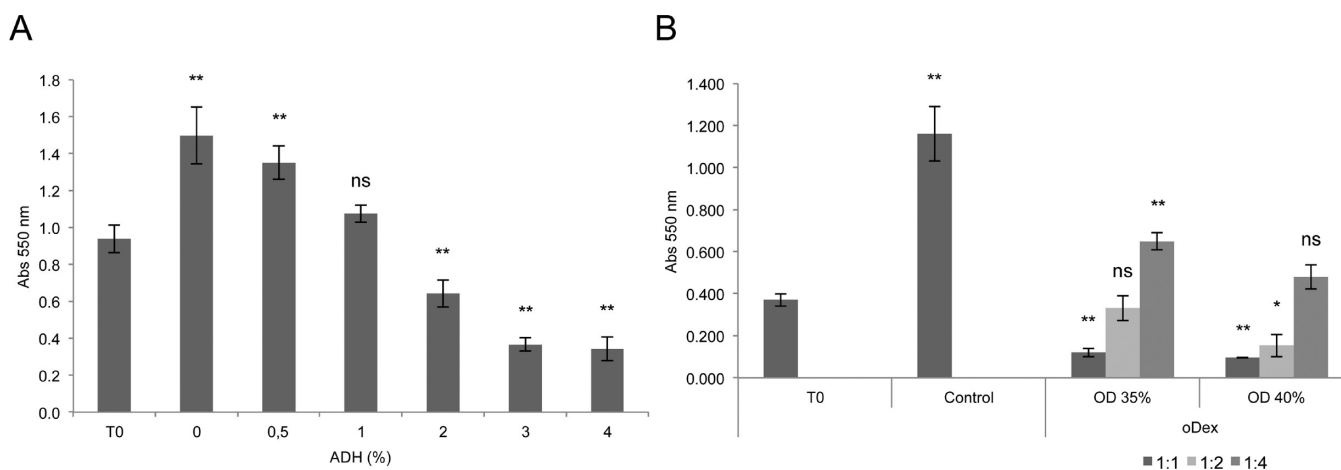 A
B
1.8
1.6
1.4
1.2
1.0
0.8
0.6
0.4
0.2
0.0
Abs 550 nm
**
**
ns
**
**
**
T0 0 0,5 1 2 3 4
ADH (%)
1.400
1.200
1.000
0.800
0.600
0.400
0.200
0.000
Abs 550 nm
**
**
ns
**
**
*
ns
T0 Control OD 35% OD 40%
oDex
1:1 1:2 1:4